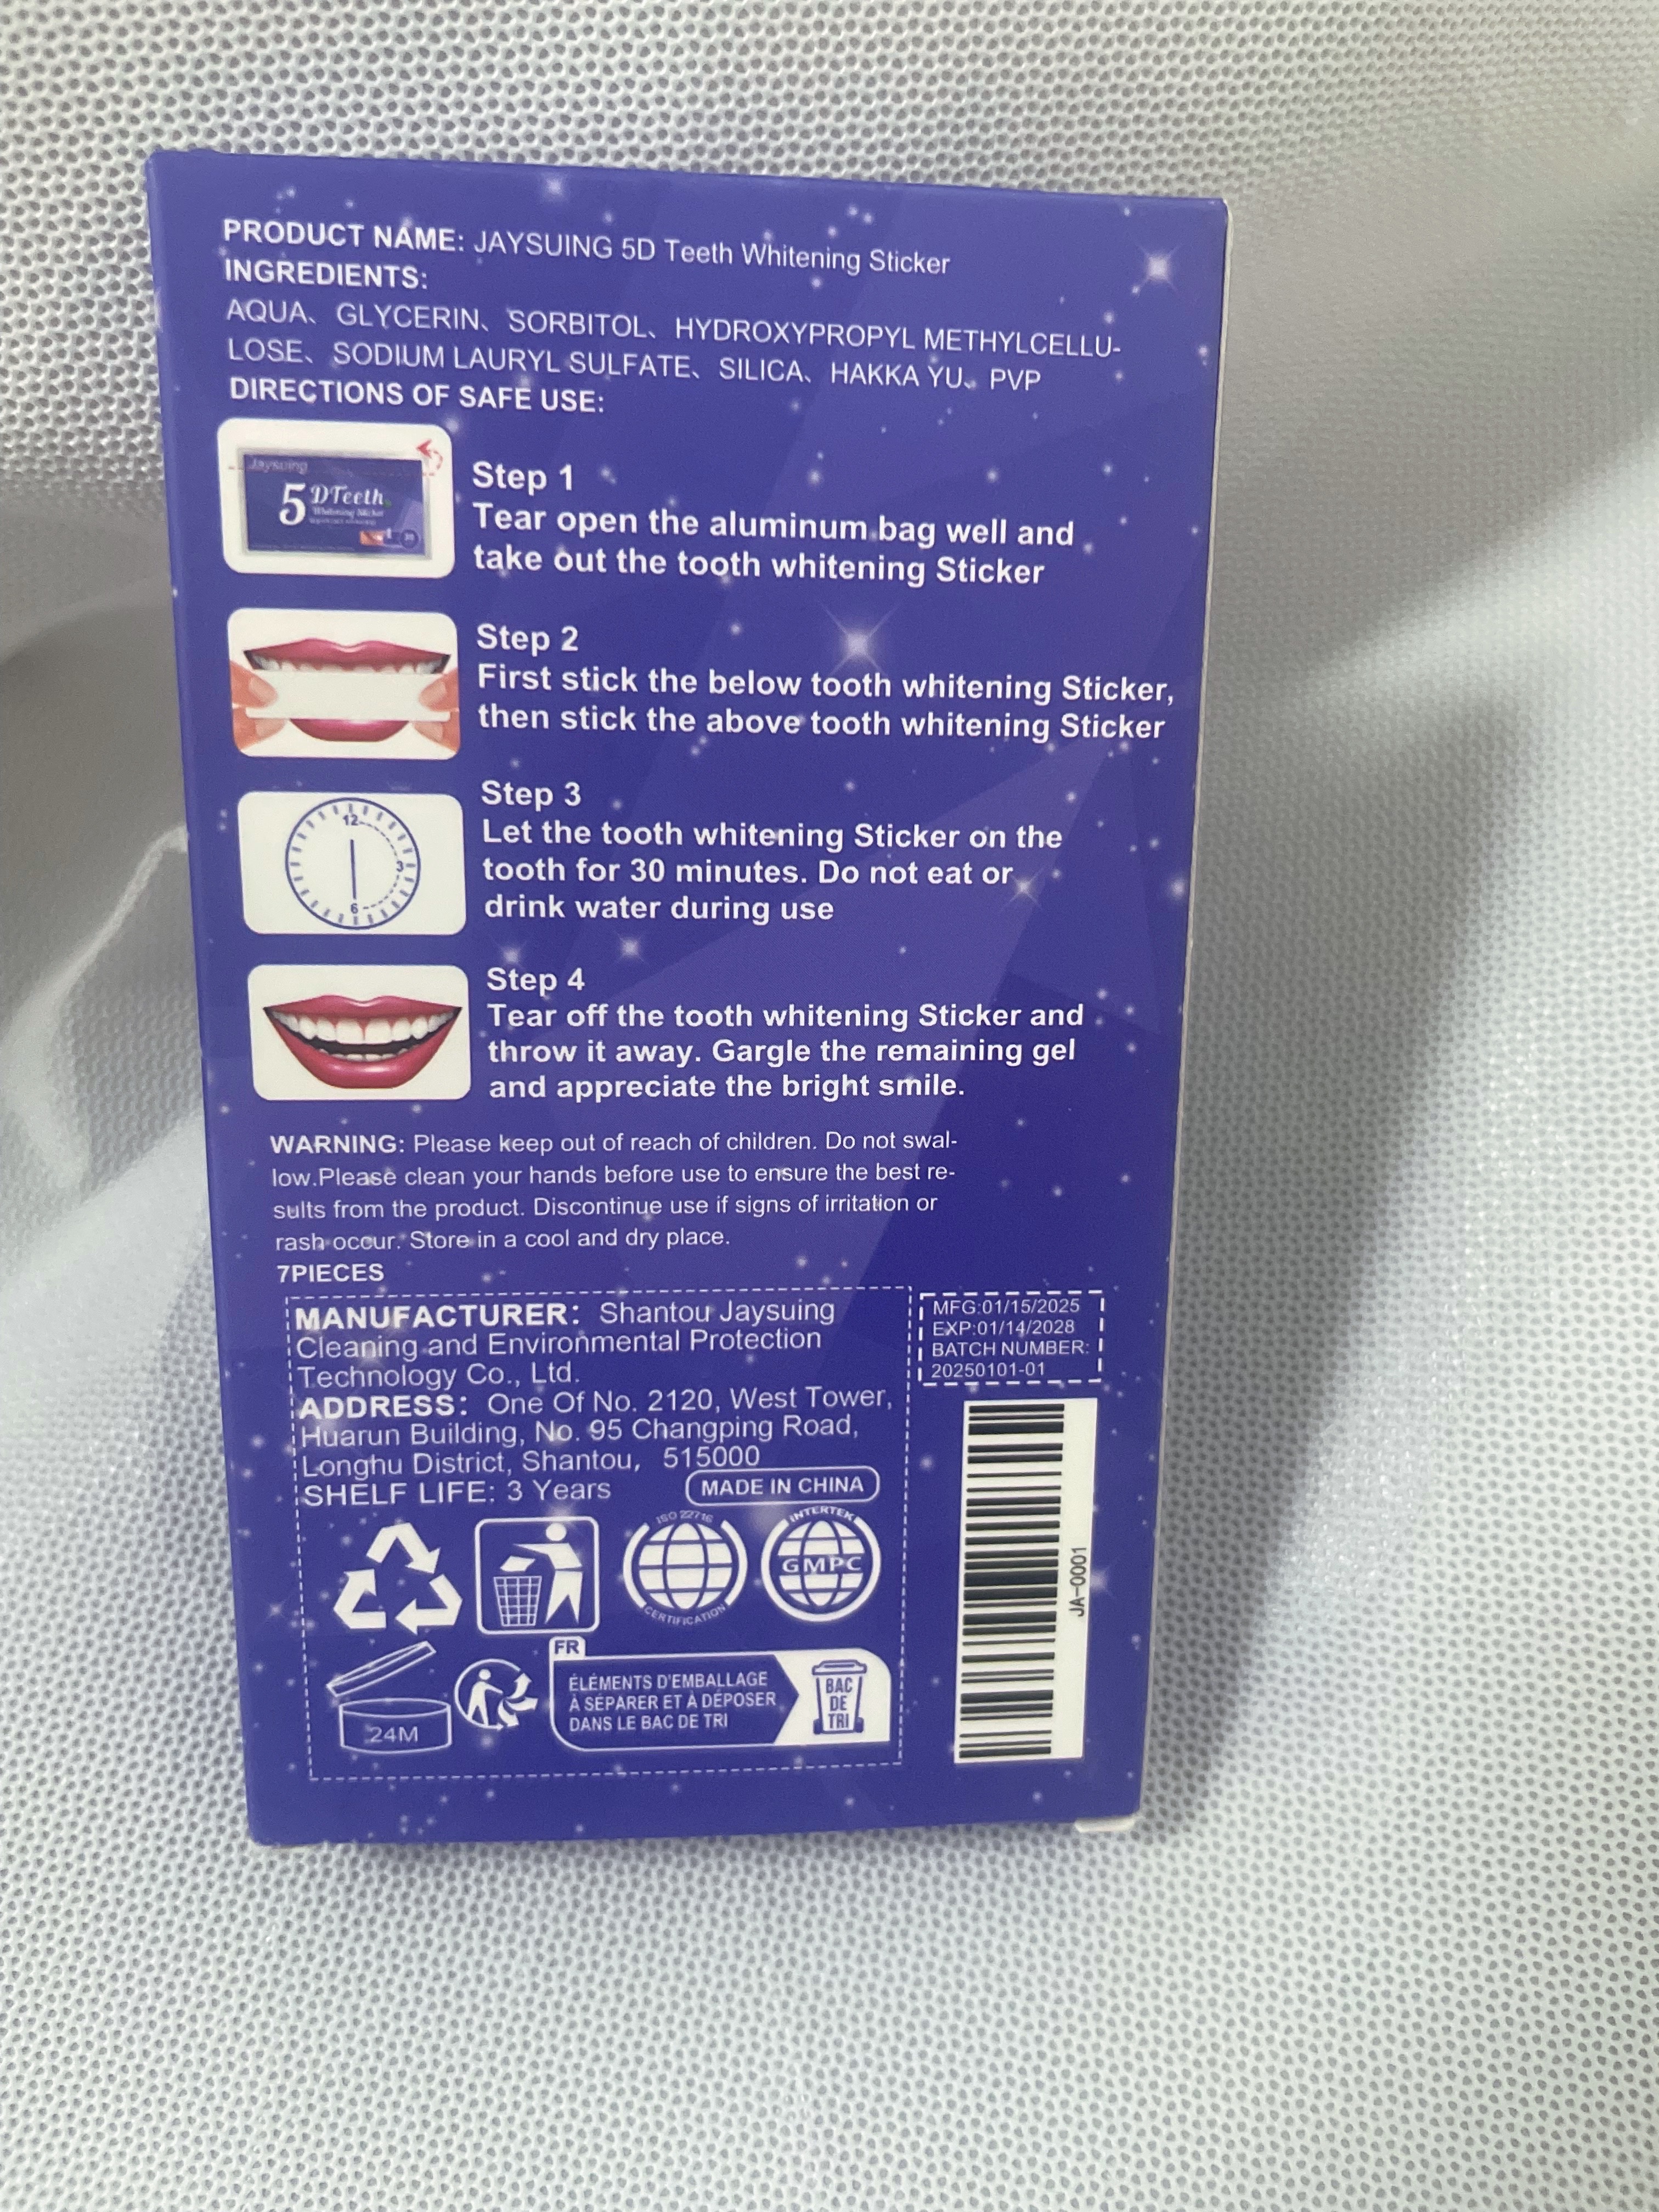 PRODUCT NAME: JAYSUING 5D Teeth Whitening Sticker
INGREDIENTS:
AQUA、GLYCERIN、SORBITOL、HYDROXYPROPYL METHYLCELLU-
LOSE、SODIUM LAURYL SULFATE、SILICA、HAKKA YU、PVP
DIRECTIONS OF SAFE USE:
Jaysuing
5DTeeth
Whitening Sticker
Step 1
Tear open the aluminum bag well and
take out the tooth whitening Sticker
Step 2
First stick the below tooth whitening Sticker,
then stick the above tooth whitening Sticker
12
3
6
Step 3
Let the tooth whitening Sticker on the
tooth for 30 minutes. Do not eat or
drink water during use
Step 4
Tear off the tooth whitening Sticker and
throw it away. Gargle the remaining gel
and appreciate the bright smile.
WARNING: Please keep out of reach of children. Do not swal-
low.Please clean your hands before use to ensure the best re-
sults from the product. Discontinue use if signs of irritation or
rash occur. Store in a cool and dry place.
7PIECES
MANUFACTURER: Shantou Jaysuing
Cleaning and Environmental Protection
Technology Co., Ltd.
ADDRESS: One Of No. 2120, West Tower,
Huarun Building, No. 95 Changping Road,
Longhu District, Shantou, 515000
SHELF LIFE: 3 Years
MADE IN CHINA
MFG:01/15/2025
EXP:01/14/2028
BATCH NUMBER:
20250101-01
JA-0001
ISO 22716
CERTIFICATION
INTERTEK
GMPC
24M
FR
ÉLÉMENTS D'EMBALLAGE
À SÉPARER ET À DÉPOSER
DANS LE BAC DE TRI
BAC
DE
TRI